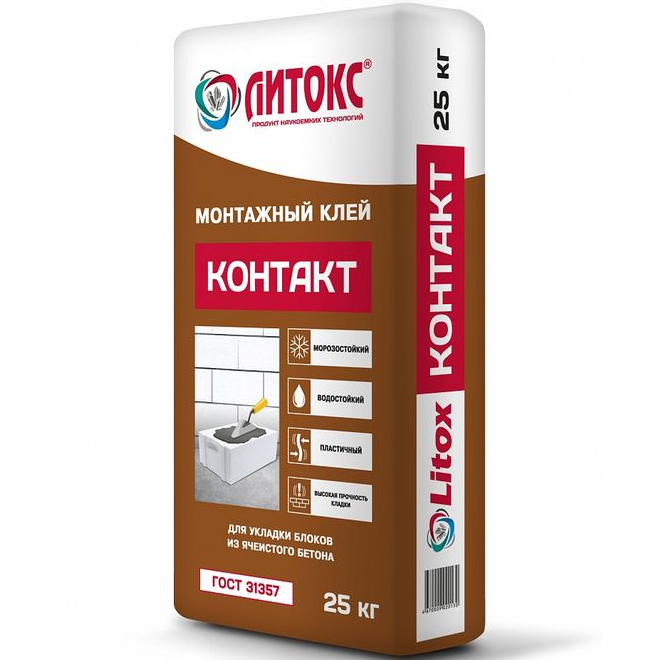 ЛИТОКС®
ПРОДУКТ НАУКОЕМКИХ ТЕХНОЛОГИЙ
МОНТАЖНЫЙ КЛЕЙ
КОНТАКТ
МОРОЗОСТОЙКИЙ
ВОДОСТОЙКИЙ
ПЛАСТИЧНЫЙ
ВЫСОКАЯ ПРОЧНОСТЬ
КЛАДКИ
ДЛЯ УКЛАДКИ БЛОКОВ
ИЗ ЯЧЕИСТОГО БЕТОНА
ГОСТ 31357
25 КГ
25 КГ
КОНТАКТ
Litox